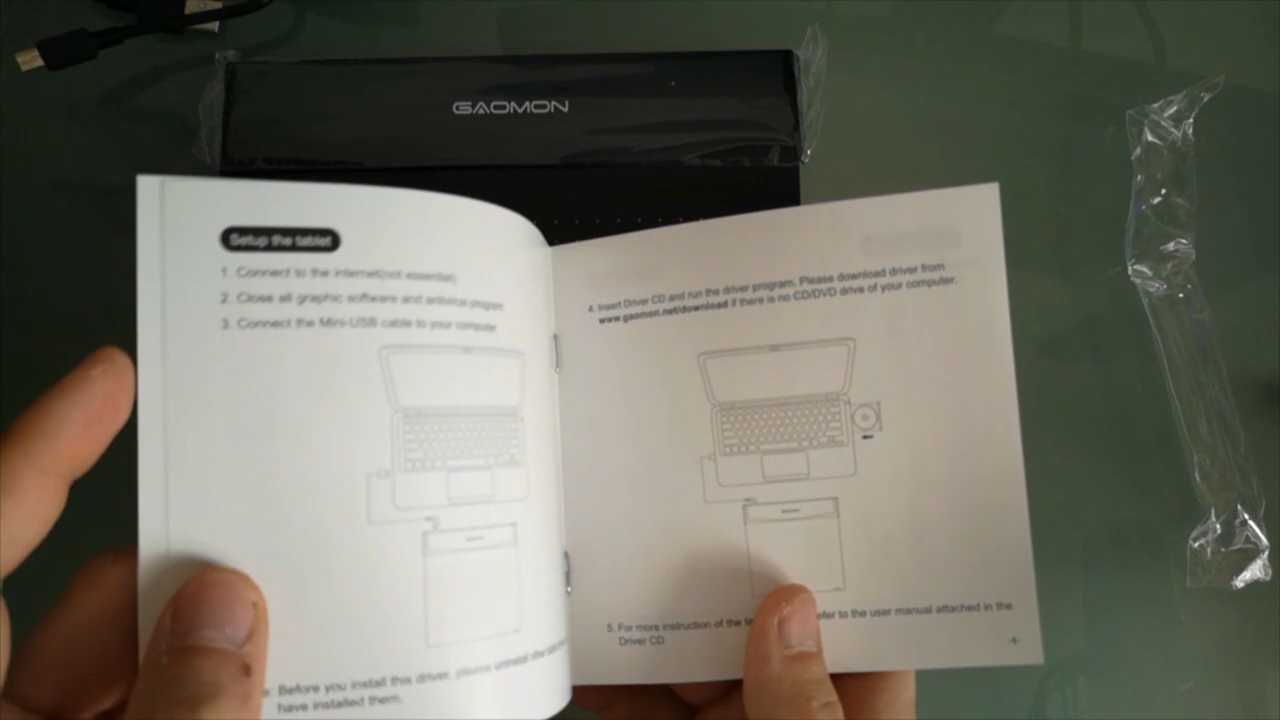 GAOMON
Setup the tablet
1. Connect to the internet(not essential)
2. Close all graphic software and antivirus program
3. Connect the Mini-USB cable to your computer
Before you install this driver, please uninstall
have installed them.
4. Insert Driver CD and run the driver program. Please download driver from
www.gaomon.net/download if there is no CD/DVD drive of your computer.
5. For more instruction of the refer to the user manual attached in the
Driver CD.